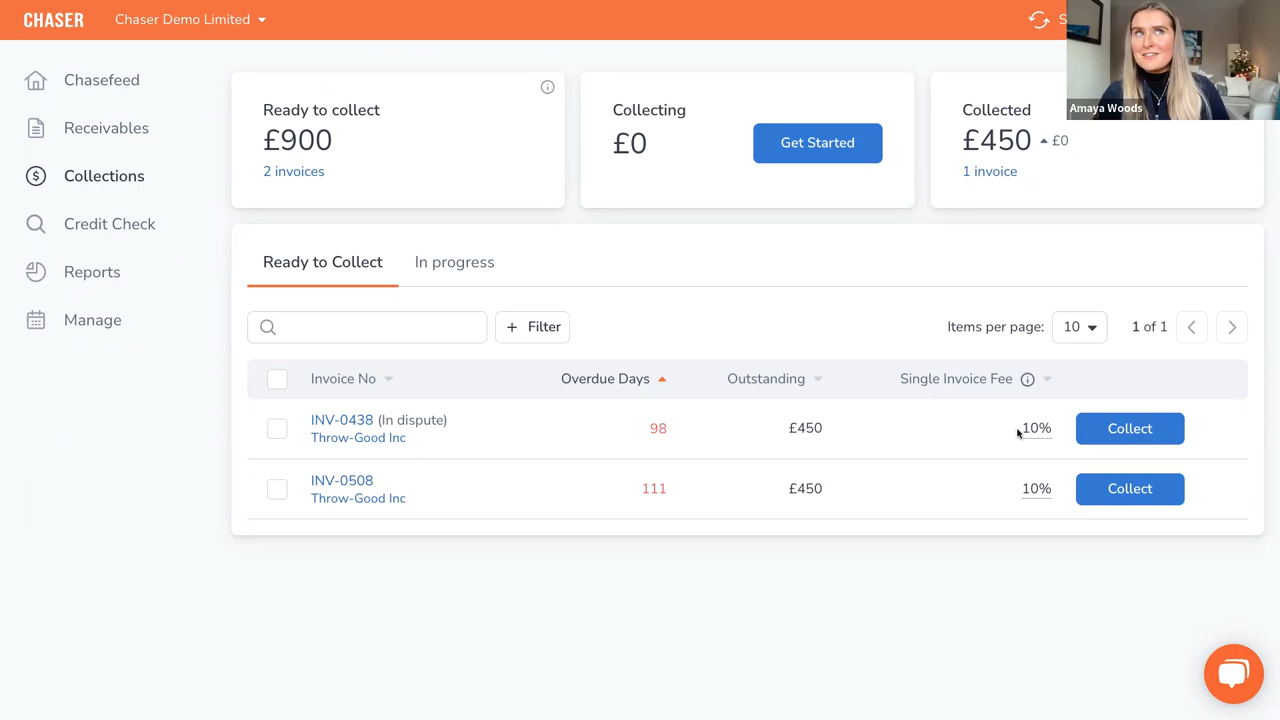 CHASER
Chaser Demo Limited
Chasefeed
Receivables
Collections
Credit Check
Reports
Manage
Ready to collect
£900
2 invoices
Collecting
£0
Get Started
Collected
£450 £0
1 invoice
Amaya Woods
Ready to Collect In progress
+ Filter
Items per page: 10 1 of 1
Invoice No Overdue Days Outstanding Single Invoice Fee
INV-0438 (In dispute) 98 £450 10% Collect
Throw-Good Inc
INV-0508 111 £450 10% Collect
Throw-Good Inc